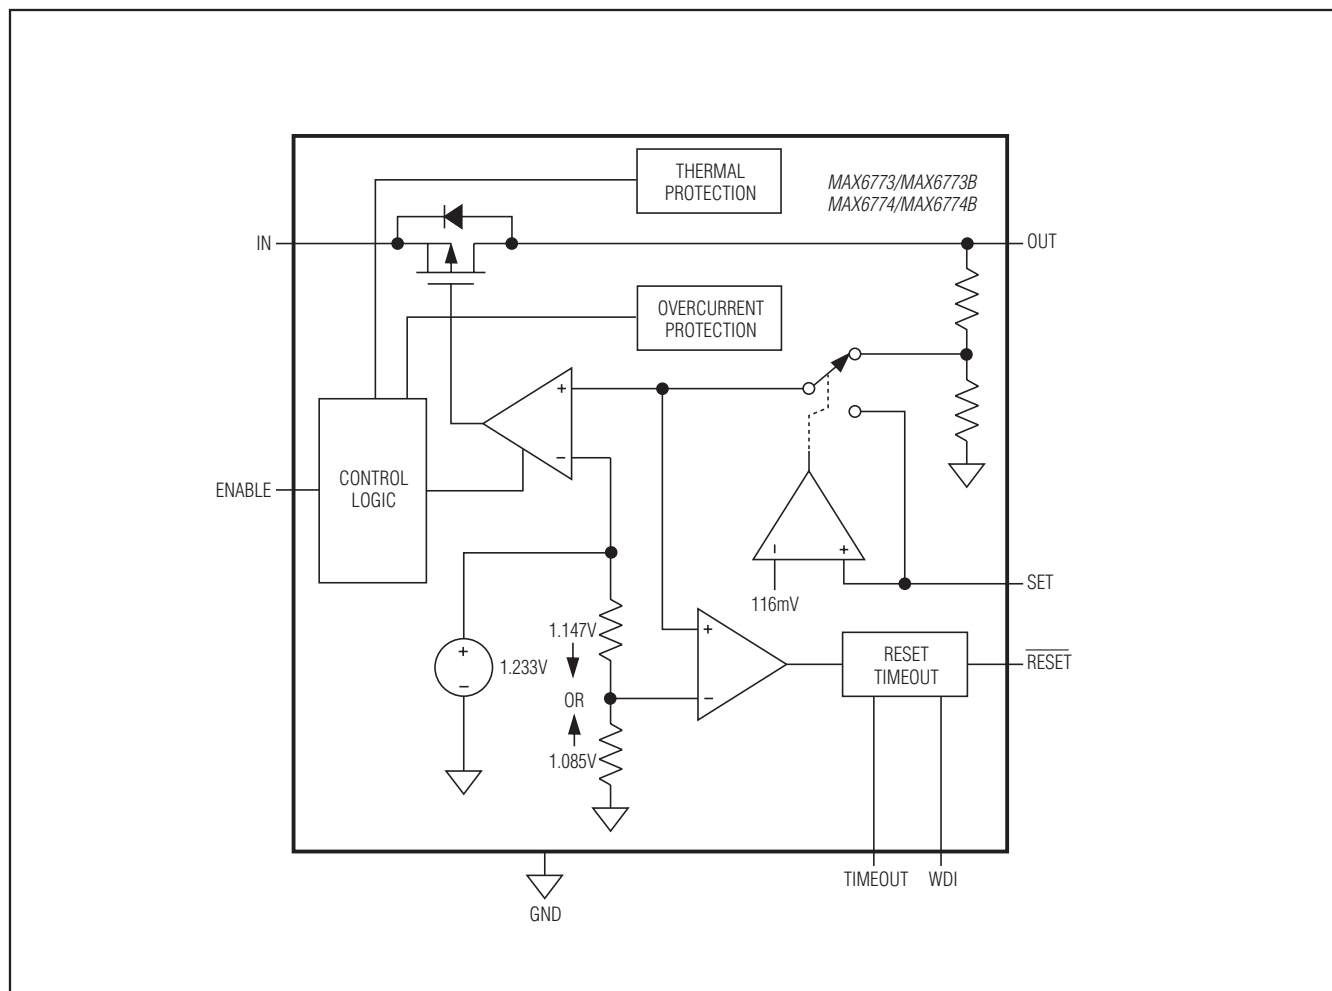 THERMAL
PROTECTION
MAX6773/MAX6773B
MAX6774/MAX6774B
IN
OUT
OVERCURRENT
PROTECTION
+
−
CONTROL
LOGIC
ENABLE
−
+
116mV
SET
1.147V
+
−
1.233V
OR
1.085V
+
−
RESET
TIMEOUT
RESET
TIMEOUT
WDI
GND